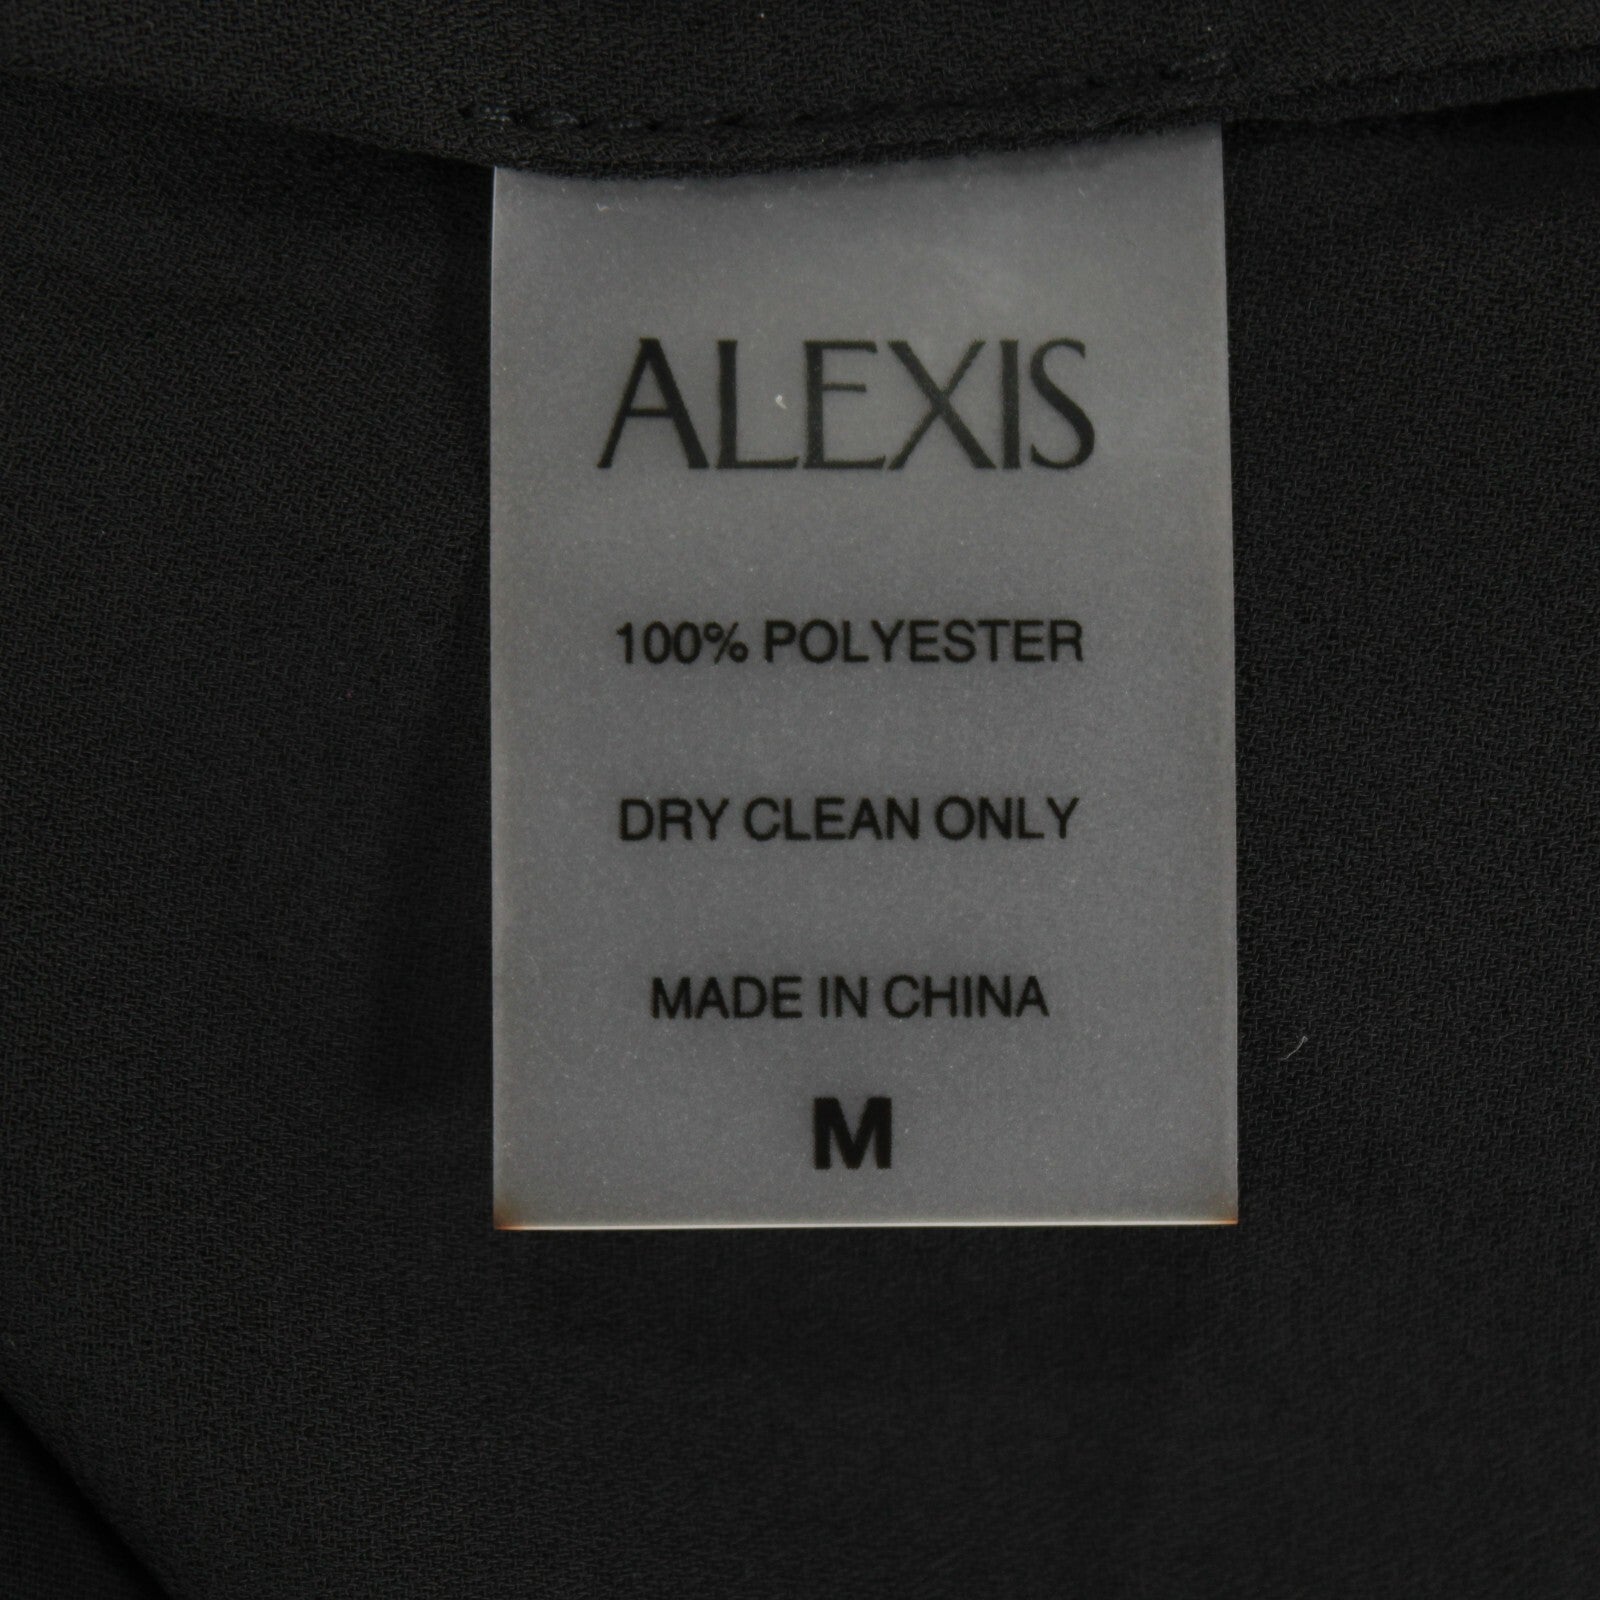 ALEXIS
100% POLYESTER
DRY CLEAN ONLY
MADE IN CHINA
M